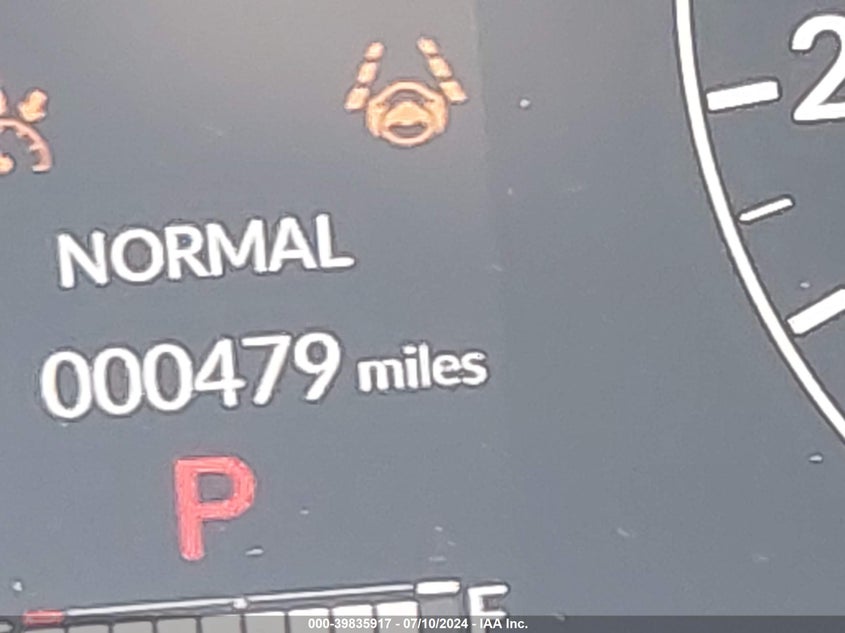 2
NORMAL
000479 miles
P
F
000-39835917 - 07/10/2024 - IAA Inc.